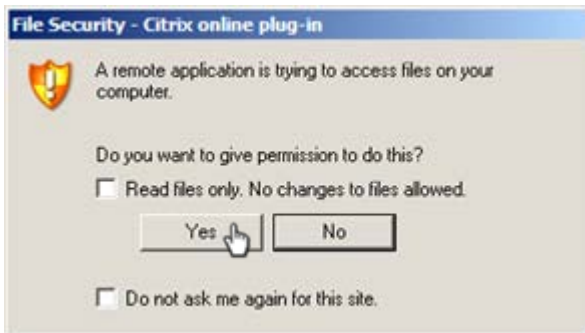 File Security - Citrix online plug-in
A remote application is trying to access files on your
computer.
Do you want to give permission to do this?
Read files only. No changes to files allowed.
Yes No
Do not ask me again for this site.